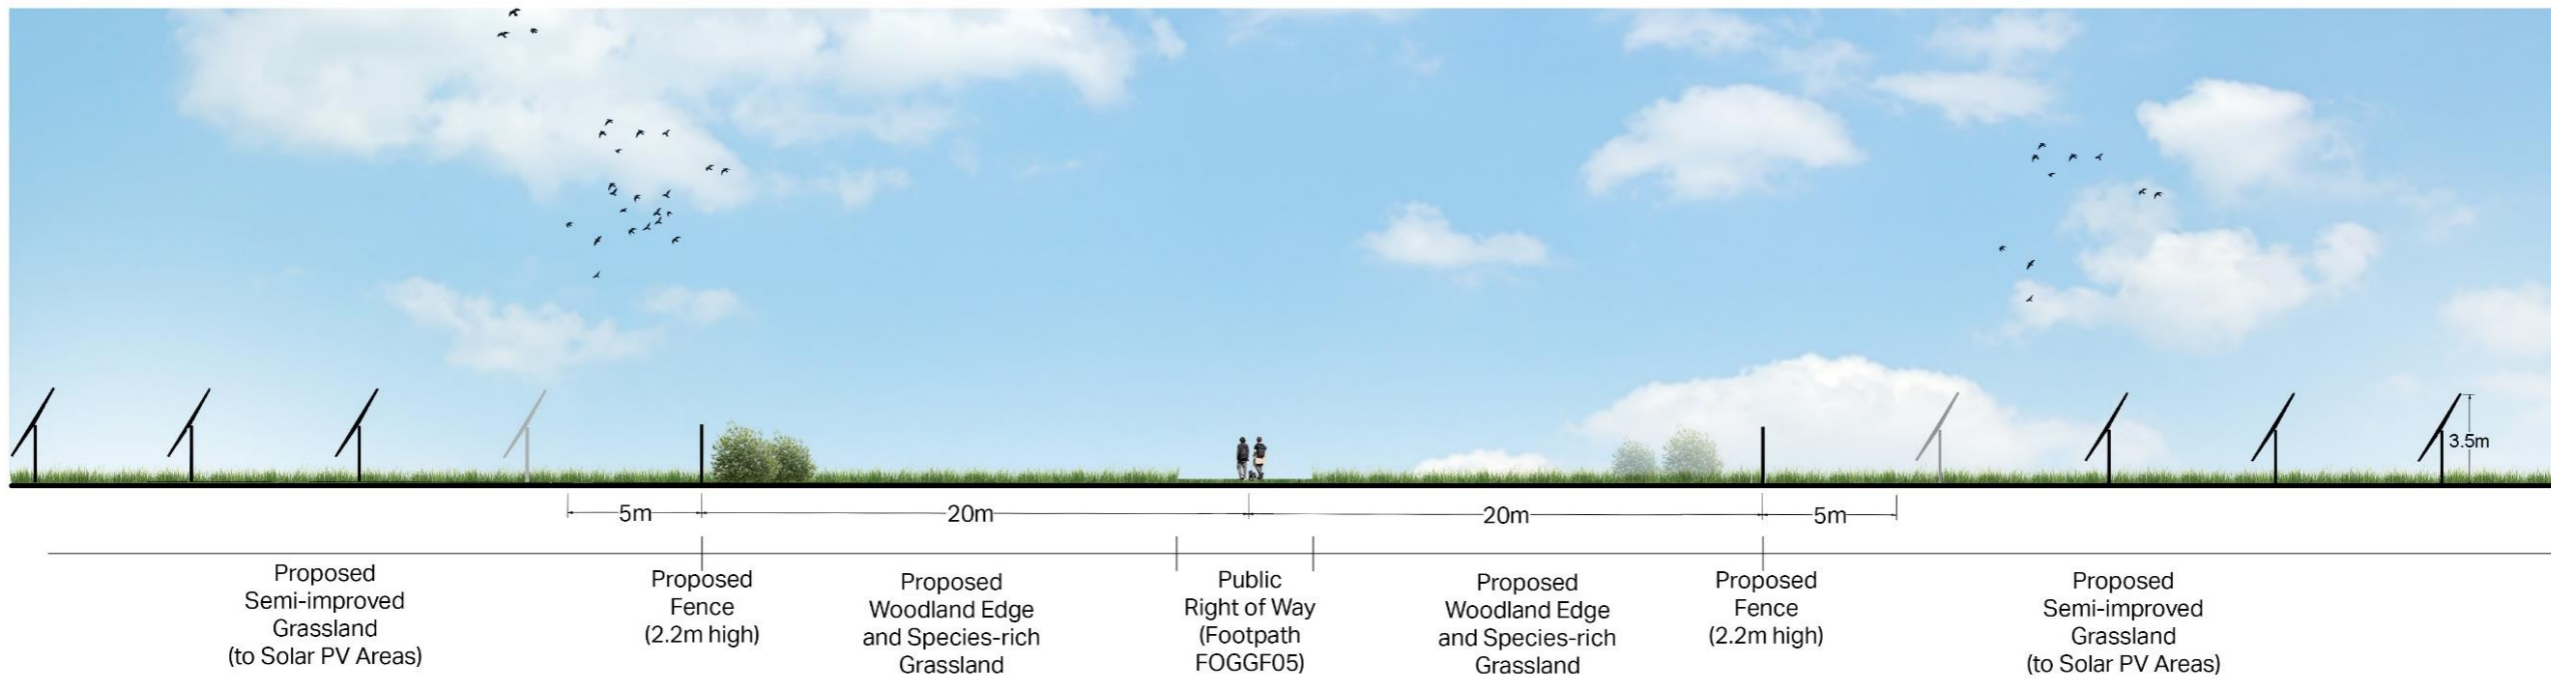 3.5m
5m
20m
20m
5m
Proposed
Semi-improved
Grassland
(to Solar PV Areas)
Proposed
Fence
(2.2m high)
Proposed
Woodland Edge
and Species-rich
Grassland
Public
Right of Way
(Footpath
FOGGF05)
Proposed
Woodland Edge
and Species-rich
Grassland
Proposed
Fence
(2.2m high)
Proposed
Semi-improved
Grassland
(to Solar PV Areas)